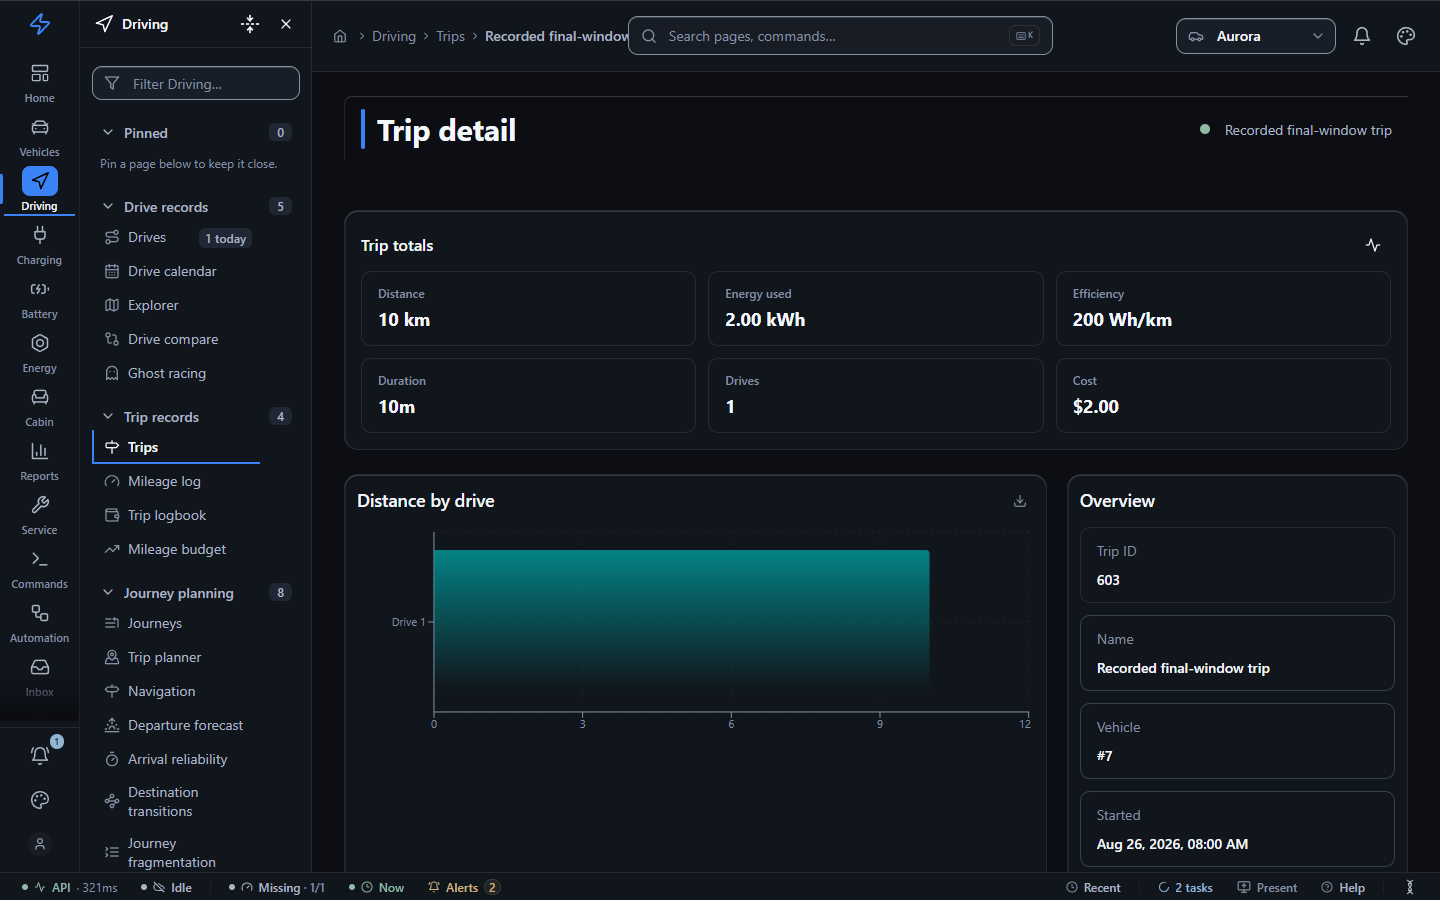 Driving
Home
Vehicles
Driving
Charging
Battery
Energy
Cabin
Reports
Service
Commands
Automation
Inbox
1
Filter Driving...
Pinned 0
Pin a page below to keep it close.
Drive records 5
Drives 1 today
Drive calendar
Explorer
Drive compare
Ghost racing
Trip records 4
Trips
Mileage log
Trip logbook
Mileage budget
Journey planning 8
Journeys
Trip planner
Navigation
Departure forecast
Arrival reliability
Destination
transitions
Journey
fragmentation
Driving Trips Recorded final-window
Search pages, commands... K
Aurora
Trip detail
Recorded final-window trip
Trip totals
Distance
10 km
Energy used
2.00 kWh
Efficiency
200 Wh/km
Duration
10m
Drives
1
Cost
$2.00
Distance by drive
Drive 1
0 3 6 9 12
Overview
Trip ID
603
Name
Recorded final-window trip
Vehicle
#7
Started
Aug 26, 2026, 08:00 AM
API · 321ms Idle Missing · 1/1 Now Alerts 2 Recent 2 tasks Present Help